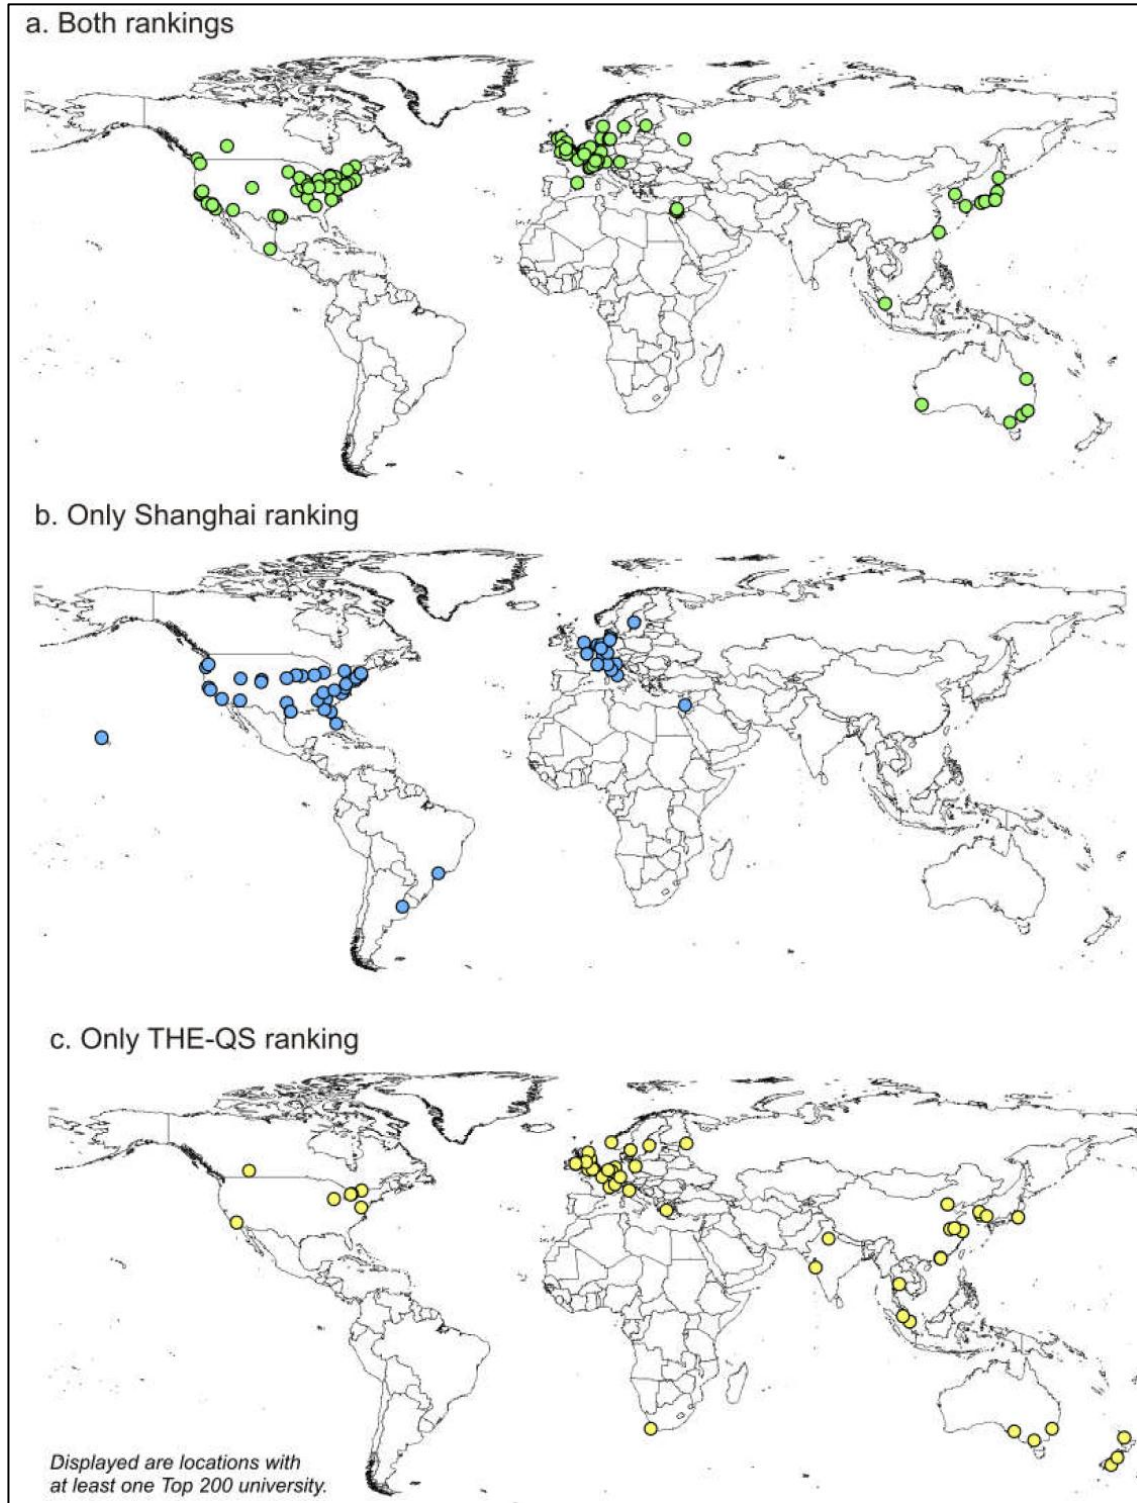 a. Both rankings
b. Only Shanghai ranking
c. Only THE-QS ranking
Displayed are locations with
at least one Top 200 university.